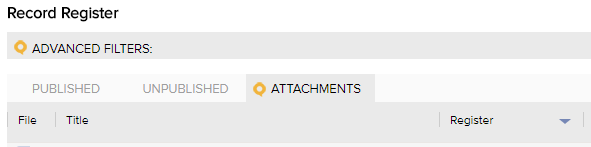 Record Register
ADVANCED FILTERS:
PUBLISHED UNPUBLISHED ATTACHMENTS
File Title Register